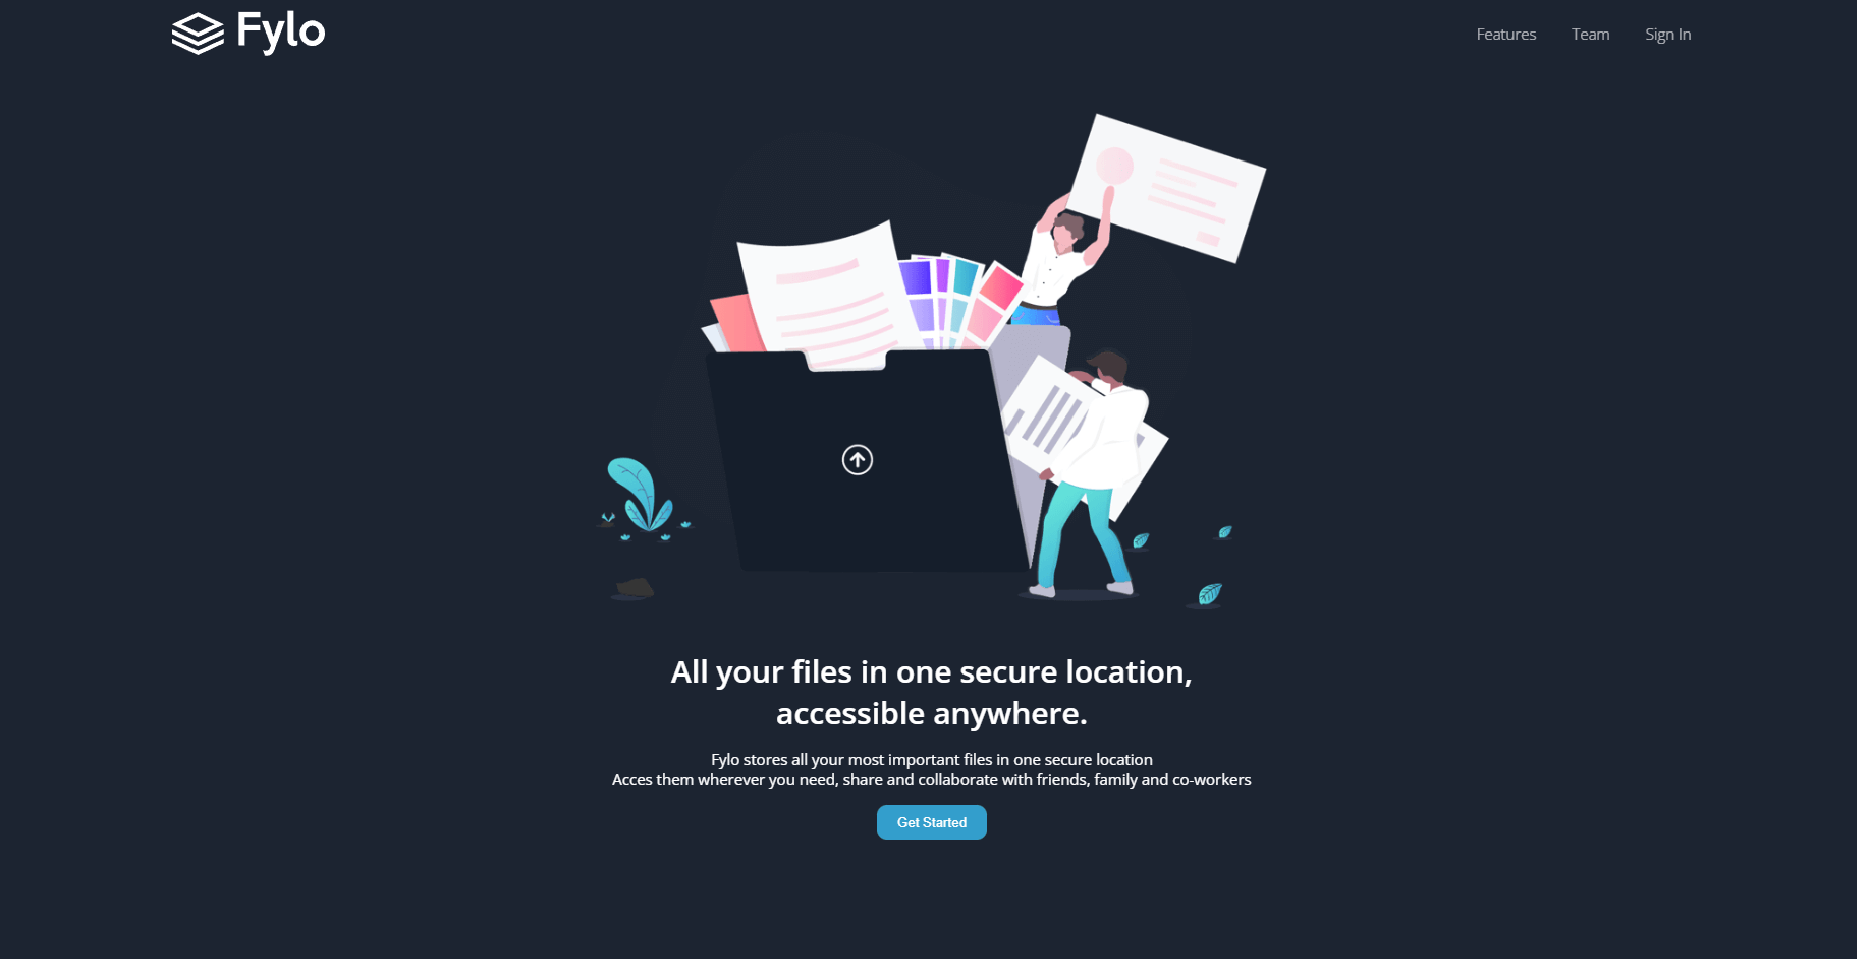 Fylo
Features Team Sign In
All your files in one secure location,
accessible anywhere.
Fylo stores all your most important files in one secure location
Acces them wherever you need, share and collaborate with friends, family and co-workers
Get Started